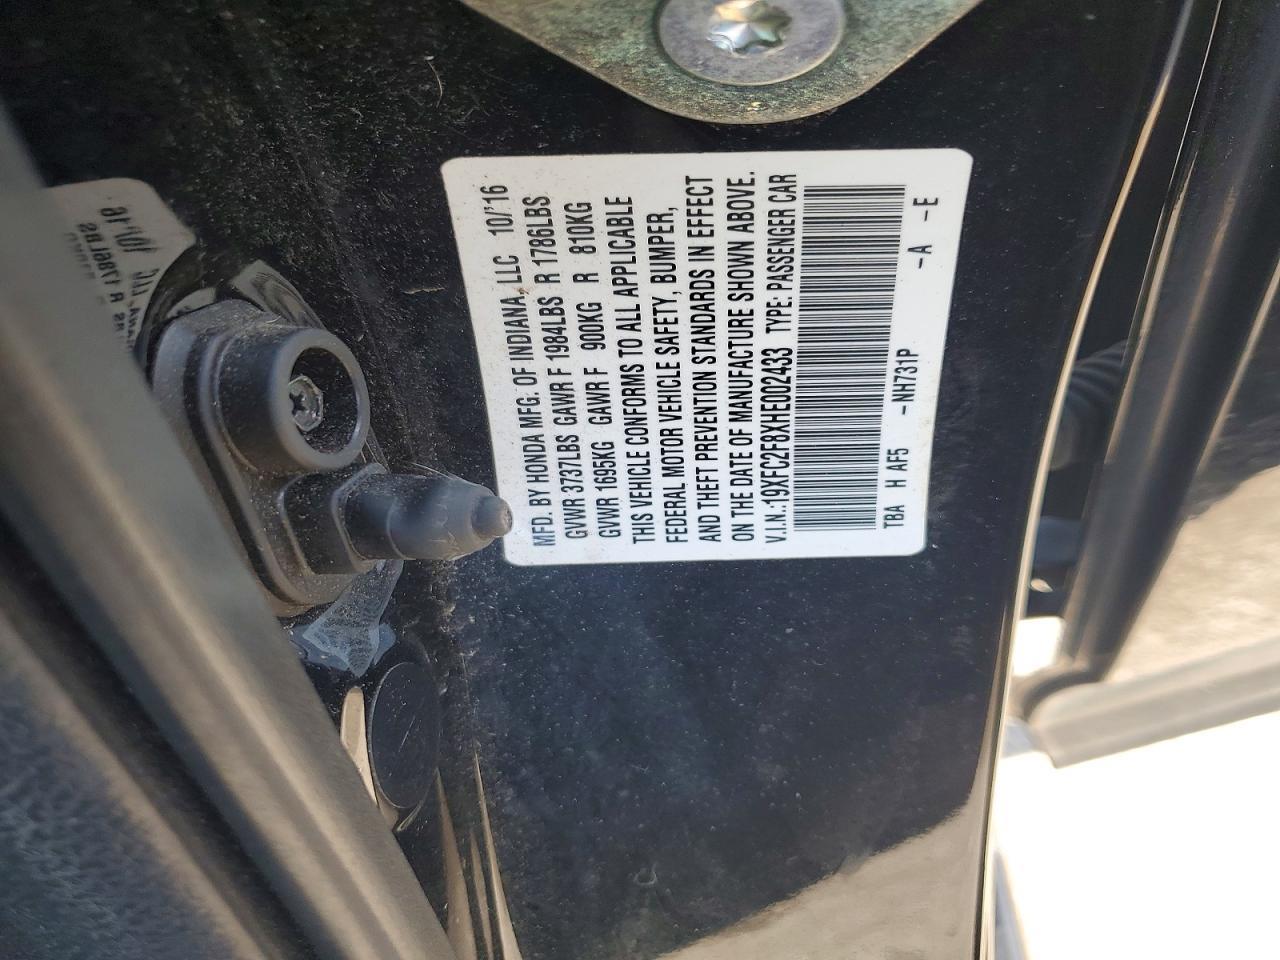 MFD. BY HONDA MFG. OF INDIANA, LLC 10/'16
GVWR 3737LBS GAWR F 1984LBS R 1786LBS
GVWR 1695KG GAWR F 900KG R 810KG
THIS VEHICLE CONFORMS TO ALL APPLICABLE
FEDERAL MOTOR VEHICLE SAFETY, BUMPER,
AND THEFT PREVENTION STANDARDS IN EFFECT
ON THE DATE OF MANUFACTURE SHOWN ABOVE.
V.I.N.:19XFC2F8XHE002433 TYPE: PASSENGER CAR
TBA H AF5 -NH731P -A -E